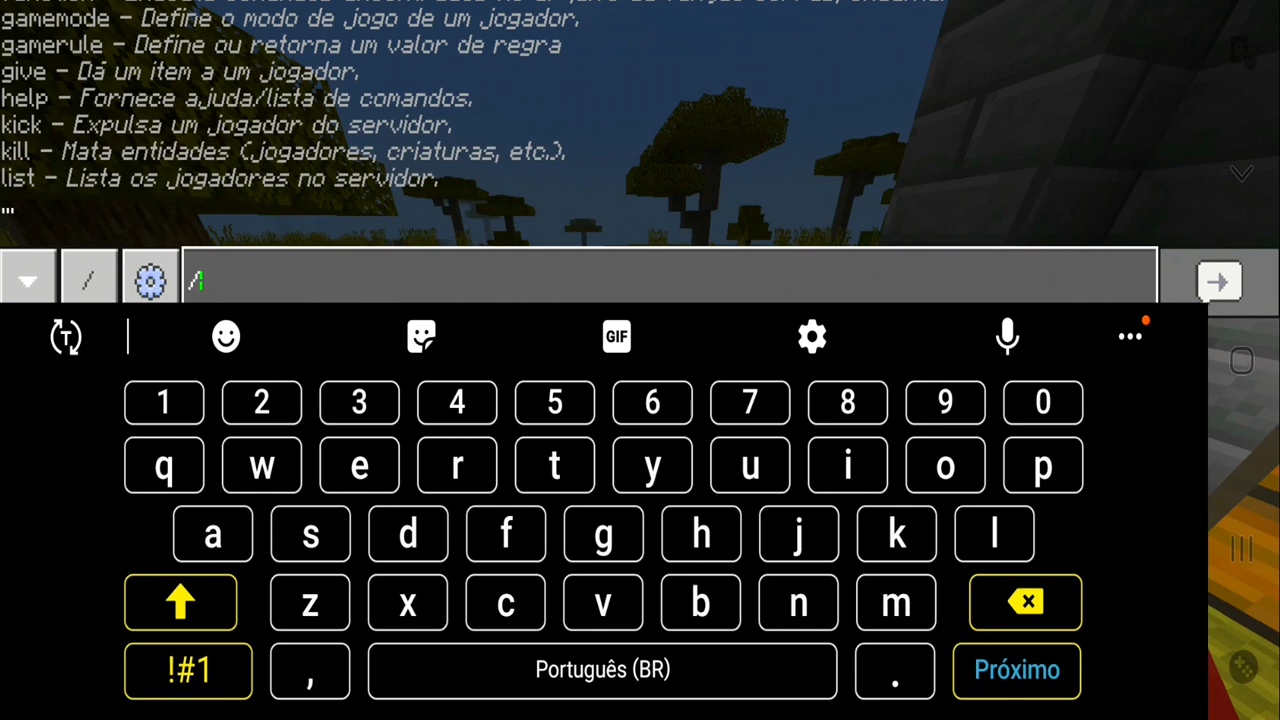 gamemode – Define o modo de jogo de um jogador.
gamerule – Define ou retorna um valor de regra
give – Dá um item a um jogador.
help – Fornece ajuda/lista de comandos.
kick – Expulsa um jogador do servidor.
kill – Mata entidades (jogadores, criaturas, etc.).
list – Lista os jogadores no servidor.
...
/
/
T
GIF
1 2 3 4 5 6 7 8 9 0
q w e r t y u i o p
a s d f g h j k l
z x c v b n m
!#1 , Português (BR) . Próximo